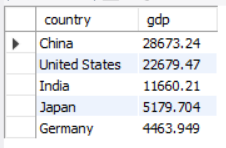 country gdp
China 28673.24
United States 22679.47
India 11660.21
Japan 5179.704
Germany 4463.949